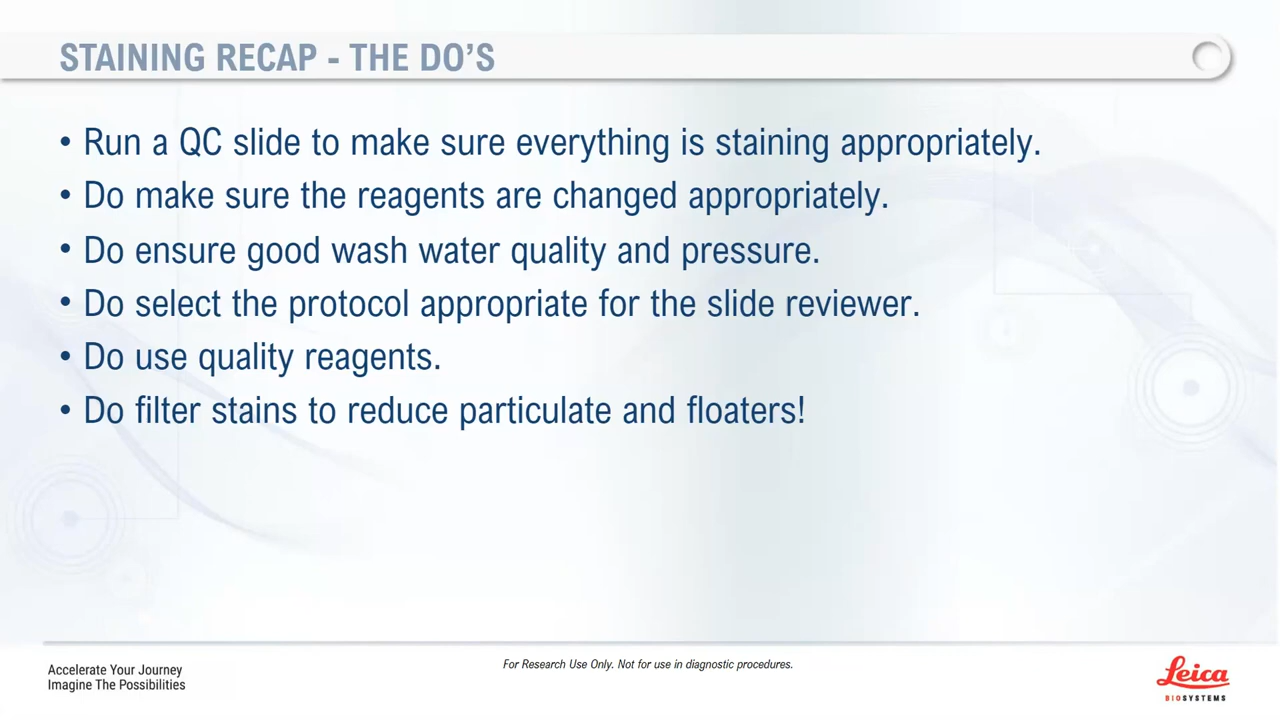 STAINING RECAP - THE DO'S
• Run a QC slide to make sure everything is staining appropriately.
• Do make sure the reagents are changed appropriately.
• Do ensure good wash water quality and pressure.
• Do select the protocol appropriate for the slide reviewer.
• Do use quality reagents.
• Do filter stains to reduce particulate and floaters!
Accelerate Your Journey
Imagine The Possibilities
For Research Use Only. Not for use in diagnostic procedures.
Leica
BIOSYSTEMS